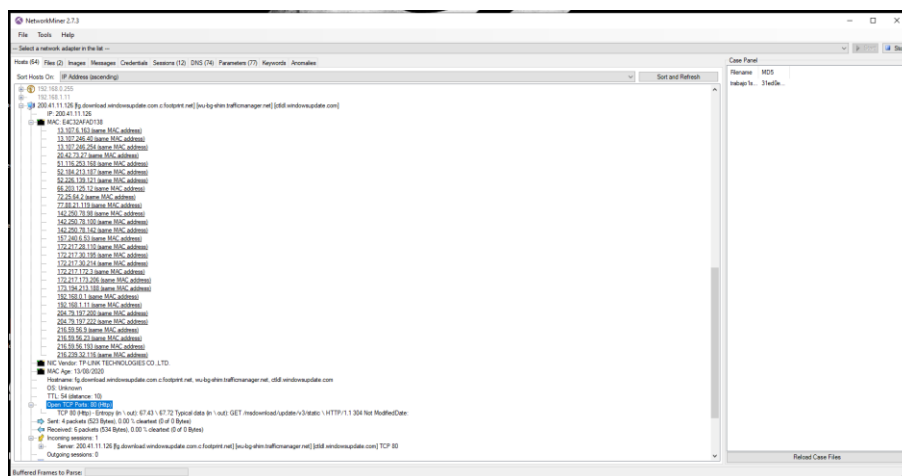 NetworkMiner 2.7.3
File Tools Help
--- Select a network adapter in the list ---
Hosts (64) Files (2) Images Messages Credentials Sessions (12) DNS (74) Parameters (77) Keywords Anomalies
Sort Hosts On: IP Address (ascending)
Sort and Refresh
192.168.0.255
192.168.1.11
200.41.11.126 [fg.download.windowsupdate.com.c.footprint.net] [wu-bg-shim.trafficmanager.net] [ctldl.windowsupdate.com]
IP: 200.41.11.126
MAC: E4C32AFAD138
13.107.6.163 (same MAC address)
13.107.246.40 (same MAC address)
13.107.246.254 (same MAC address)
20.42.73.27 (same MAC address)
51.116.253.168 (same MAC address)
52.184.213.187 (same MAC address)
52.226.139.121 (same MAC address)
66.203.125.12 (same MAC address)
72.25.64.2 (same MAC address)
77.88.21.119 (same MAC address)
142.250.78.98 (same MAC address)
142.250.78.100 (same MAC address)
142.250.78.142 (same MAC address)
157.240.6.53 (same MAC address)
172.217.28.110 (same MAC address)
172.217.30.195 (same MAC address)
172.217.30.214 (same MAC address)
172.217.172.3 (same MAC address)
172.217.173.206 (same MAC address)
173.194.213.188 (same MAC address)
192.168.0.1 (same MAC address)
192.168.1.11 (same MAC address)
204.79.197.200 (same MAC address)
204.79.197.222 (same MAC address)
216.59.56.9 (same MAC address)
216.59.56.23 (same MAC address)
216.59.56.193 (same MAC address)
216.239.32.116 (same MAC address)
NIC Vendor: TP-LINK TECHNOLOGIES CO.,LTD.
MAC Age: 13/08/2020
Hostname: fg.download.windowsupdate.com.c.footprint.net, wu-bg-shim.trafficmanager.net, ctldl.windowsupdate.com
OS: Unknown
TTL: 54 (distance: 10)
Open TCP Ports: 80 (Http)
TCP 80 (Http) - Entropy (in \ out): 67.43 \ 67.72 Typical data (in \ out): GET /msdownload/update/v3/static \ HTTP/1.1 304 Not ModifiedDate:
Sent: 4 packets (523 Bytes), 0.00 % cleartext (0 of 0 Bytes)
Received: 6 packets (534 Bytes), 0.00 % cleartext (0 of 0 Bytes)
Incoming sessions: 1
Server: 200.41.11.126 [fg.download.windowsupdate.com.c.footprint.net] [wu-bg-shim.trafficmanager.net] [ctldl.windowsupdate.com] TCP 80
Outgoing sessions: 0
Buffered Frames to Parse:
Case Panel
Filename MD5
trabajo1s... 31ed3e...
Reload Case Files